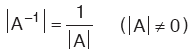 |A⁻¹| = 1/|A| (|A| ≠ 0)